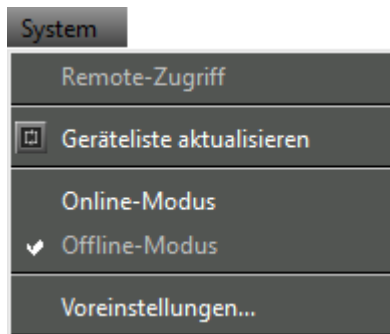 System
Remote-Zugriff
Geräteliste aktualisieren
Online-Modus
Offline-Modus
Voreinstellungen...